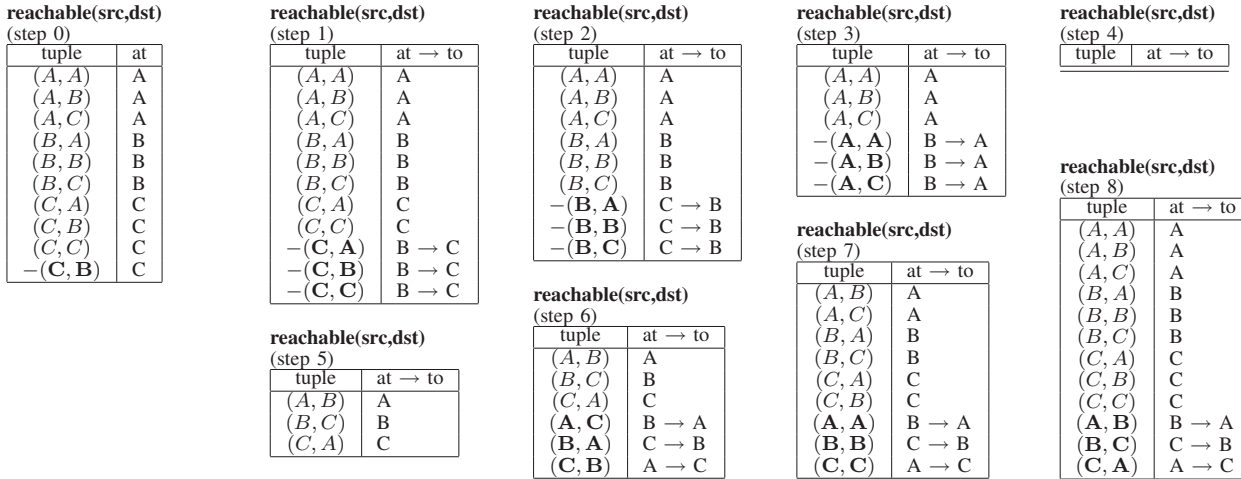 reachable(src,dst)
(step 0)
tuple at
(A, A) A
(A, B) A
(A, C) A
(B, A) B
(B, B) B
(B, C) B
(C, A) C
(C, B) C
(C, C) C
−(C, B) C
reachable(src,dst)
(step 1)
tuple at → to
(A, A) A
(A, B) A
(A, C) A
(B, A) B
(B, B) B
(B, C) B
(C, A) C
(C, C) C
−(C, A) B → C
−(C, B) B → C
−(C, C) B → C
reachable(src,dst)
(step 2)
tuple at → to
(A, A) A
(A, B) A
(A, C) A
(B, A) B
(B, B) B
(B, C) B
−(B, A) C → B
−(B, B) C → B
−(B, C) C → B
reachable(src,dst)
(step 3)
tuple at → to
(A, A) A
(A, B) A
(A, C) A
−(A, A) B → A
−(A, B) B → A
−(A, C) B → A
reachable(src,dst)
(step 4)
tuple at → to
reachable(src,dst)
(step 5)
tuple at → to
(A, B) A
(B, C) B
(C, A) C
reachable(src,dst)
(step 6)
tuple at → to
(A, B) A
(B, C) B
(C, A) C
(A, C) B → A
(B, A) C → B
(C, B) A → C
reachable(src,dst)
(step 7)
tuple at → to
(A, B) A
(A, C) A
(B, A) B
(B, C) B
(C, A) C
(C, B) C
(A, A) B → A
(B, B) C → B
(C, C) A → C
reachable(src,dst)
(step 8)
tuple at → to
(A, A) A
(A, B) A
(A, C) A
(B, A) B
(B, B) B
(B, C) B
(C, A) C
(C, B) C
(C, C) C
(A, B) B → A
(B, C) C → B
(C, A) A → C